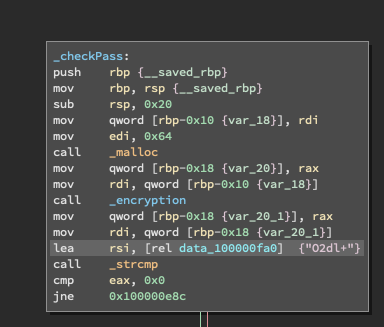 _checkPass:
push rbp {__saved_rbp}
mov rbp, rsp {__saved_rbp}
sub rsp, 0x20
mov qword [rbp-0x10 {var_18}], rdi
mov edi, 0x64
call _malloc
mov qword [rbp-0x18 {var_20}], rax
mov rdi, qword [rbp-0x10 {var_18}]
call _encryption
mov qword [rbp-0x18 {var_20_1}], rax
mov rdi, qword [rbp-0x18 {var_20_1}]
lea rsi, [rel data_100000fa0] {"O2dl+"}
call _strcmp
cmp eax, 0x0
jne 0x100000e8c